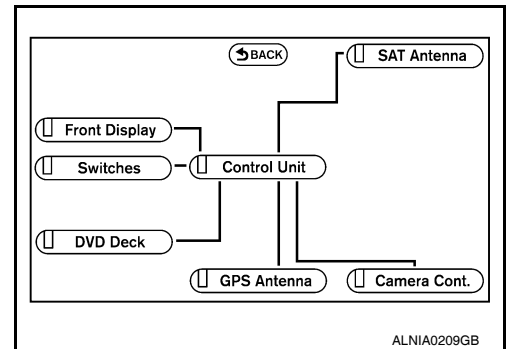 BACK
SAT Antenna
Front Display
Switches
Control Unit
DVD Deck
GPS Antenna
Camera Cont.
ALNIA0209GB